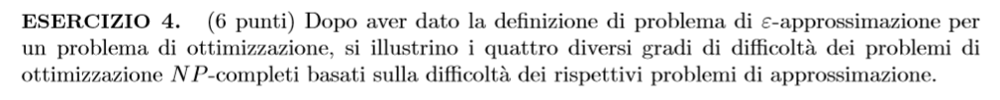 ESERCIZIO 4. (6 punti) Dopo aver dato la definizione di problema di ε-approssimazione per
un problema di ottimizzazione, si illustrino i quattro diversi gradi di difficoltà dei problemi di
ottimizzazione NP-completi basati sulla difficoltà dei rispettivi problemi di approssimazione.